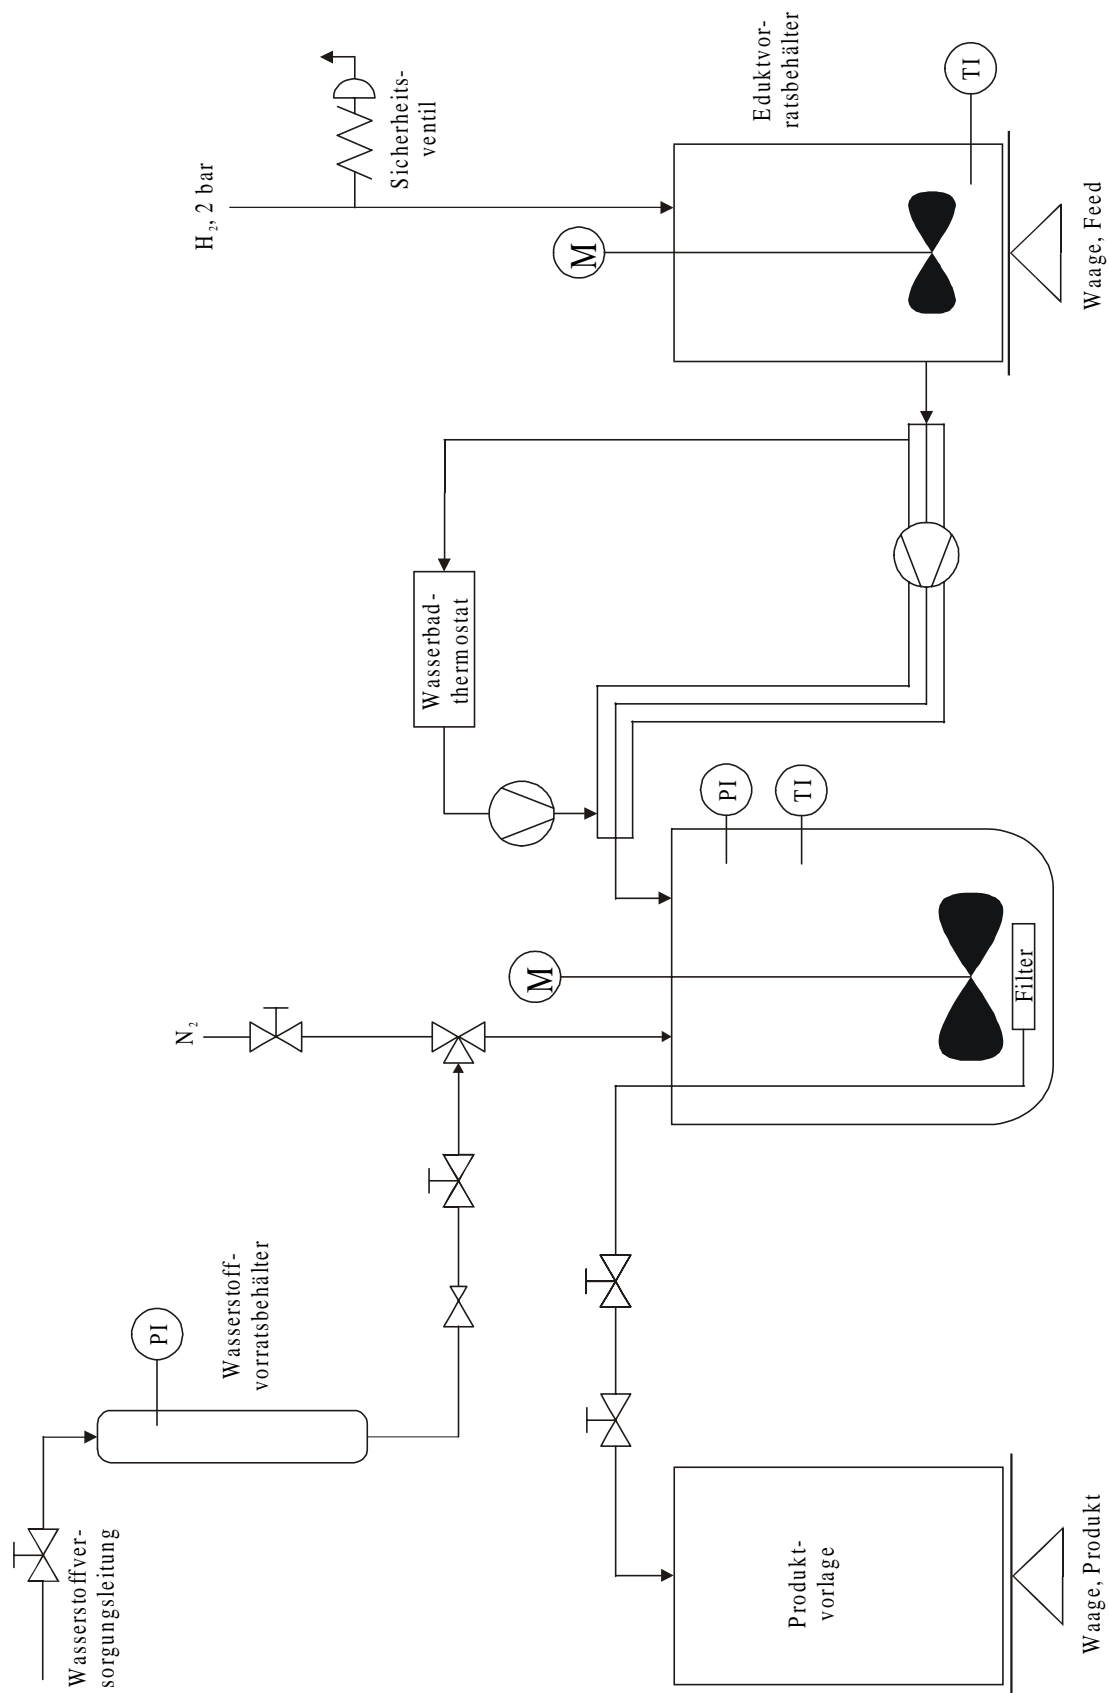 H₂, 2 bar
Sicherheits-
ventil
Eduktvor-
ratsbehälter
TI
M
Waage, Feed
Wasserbad-
thermostat
PI
TI
M
N₂
Filter
Wasserstoff-
vorratsbehälter
PI
Wasserstoffver-
sorgungsleitung
Produkt-
vorlage
Waage, Produkt